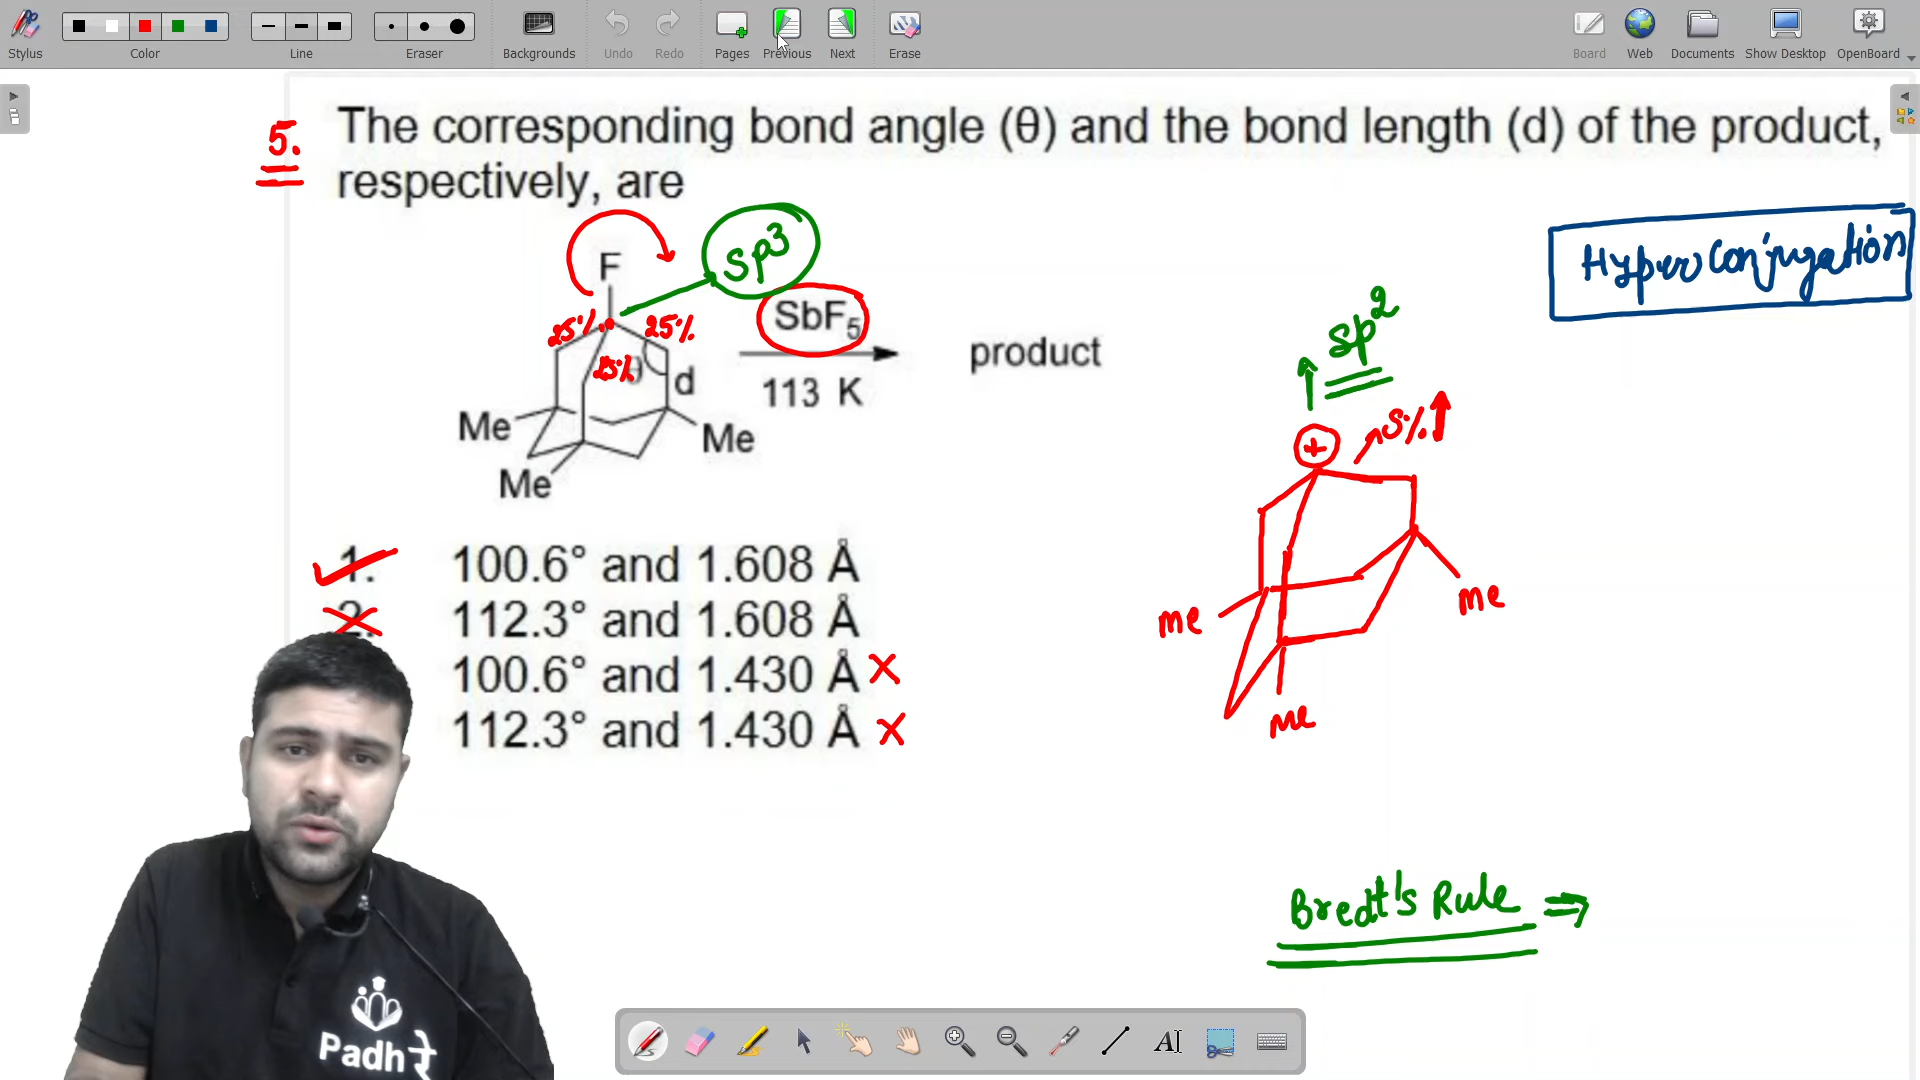 Stylus
Color
Line
Eraser
Backgrounds
Undo
Redo
Pages
Previous
Next
Erase
Board
Web
Documents
Show Desktop
OpenBoard
5.
The corresponding bond angle (θ) and the bond length (d) of the product,
respectively, are
Hyperconjugation
F
sp³
SbF₅
25%
25%
25%
θ
d
113 K
product
Me
Me
Me
sp²
S%
+
me
me
me
1. 100.6° and 1.608 Å
2. 112.3° and 1.608 Å
100.6° and 1.430 Å
112.3° and 1.430 Å
Bredt's Rule ⇒
Padhरे